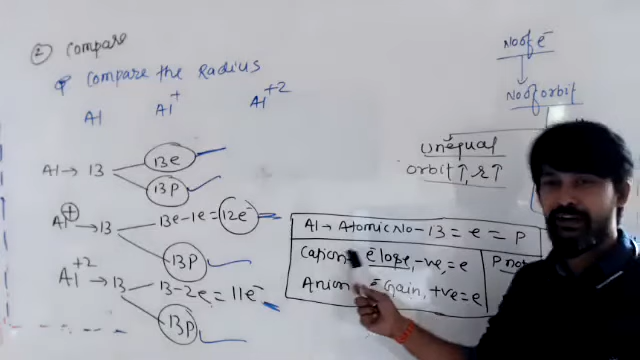 ② Compare
Q Compare the Radius
Al Al+ Al+2
Al → 13
13e
13P
Al+ → 13
13e-1e = 12e-
13P
Al+2 → 13
13-2e = 11e-
13P
No of e-
No of orbit
unequal
orbit↑, r↑
Al → Atomic No - 13 = e = P
Cation e lose, -ve = e
Anion e Gain, +ve = e
P